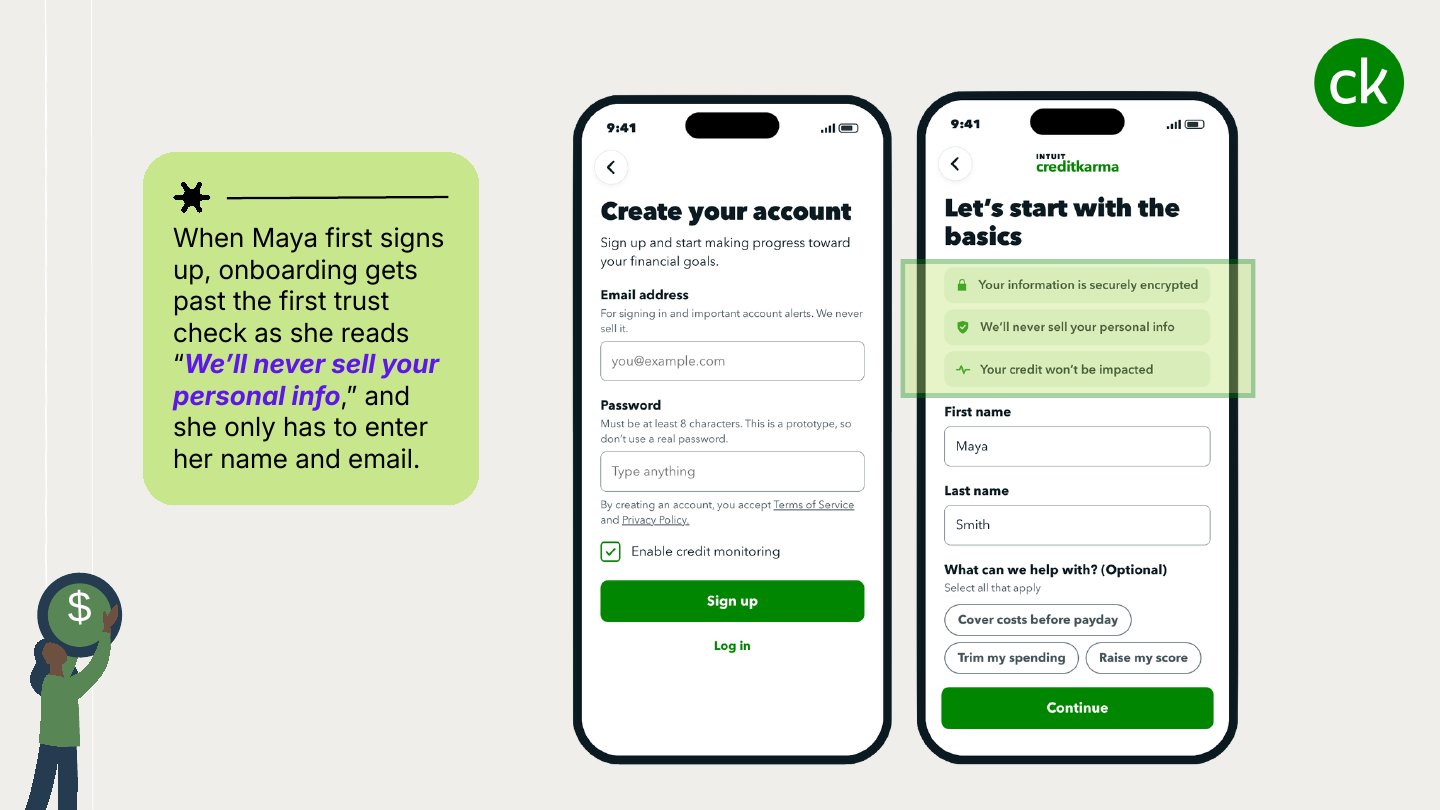 ck
When Maya first signs
up, onboarding gets
past the first trust
check as she reads
“We’ll never sell your
personal info,” and
she only has to enter
her name and email.
$
9:41
Create your account
Sign up and start making progress toward
your financial goals.
Email address
For signing in and important account alerts. We never
sell it.
you@example.com
Password
Must be at least 8 characters. This is a prototype, so
don’t use a real password.
Type anything
By creating an account, you accept Terms of Service
and Privacy Policy.
Enable credit monitoring
Sign up
Log in
9:41
INTUIT
creditkarma
Let’s start with the
basics
Your information is securely encrypted
We’ll never sell your personal info
Your credit won’t be impacted
First name
Maya
Last name
Smith
What can we help with? (Optional)
Select all that apply
Cover costs before payday
Trim my spending
Raise my score
Continue